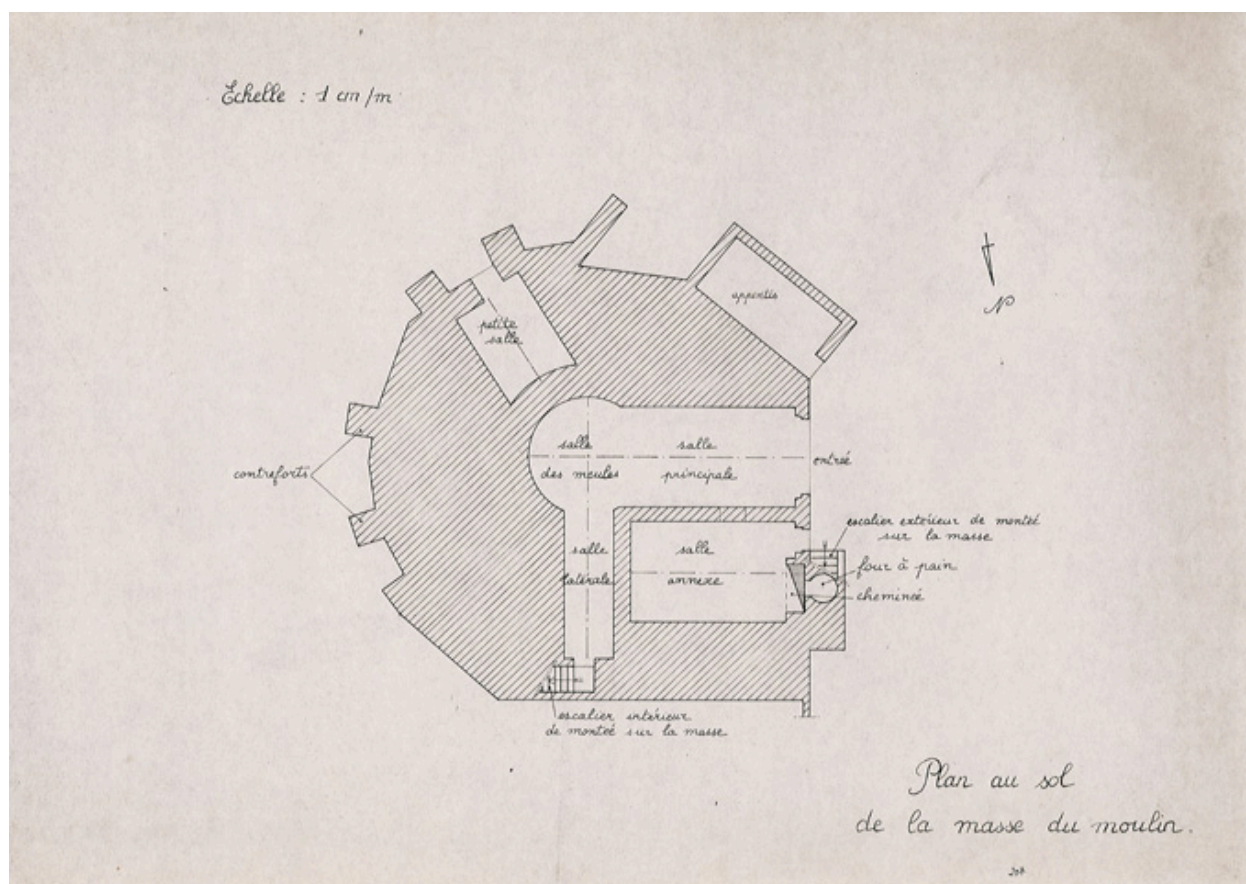 Echelle : 1 cm/m
appentis
petite
salle
salle
des meules
salle
principale
entrée
contreforts
escalier extérieur de montée
sur la masse
salle
latérale
salle
annexe
four à pain
cheminée
escalier intérieur
de montée sur la masse
N
Plan au sol
de la masse du moulin.